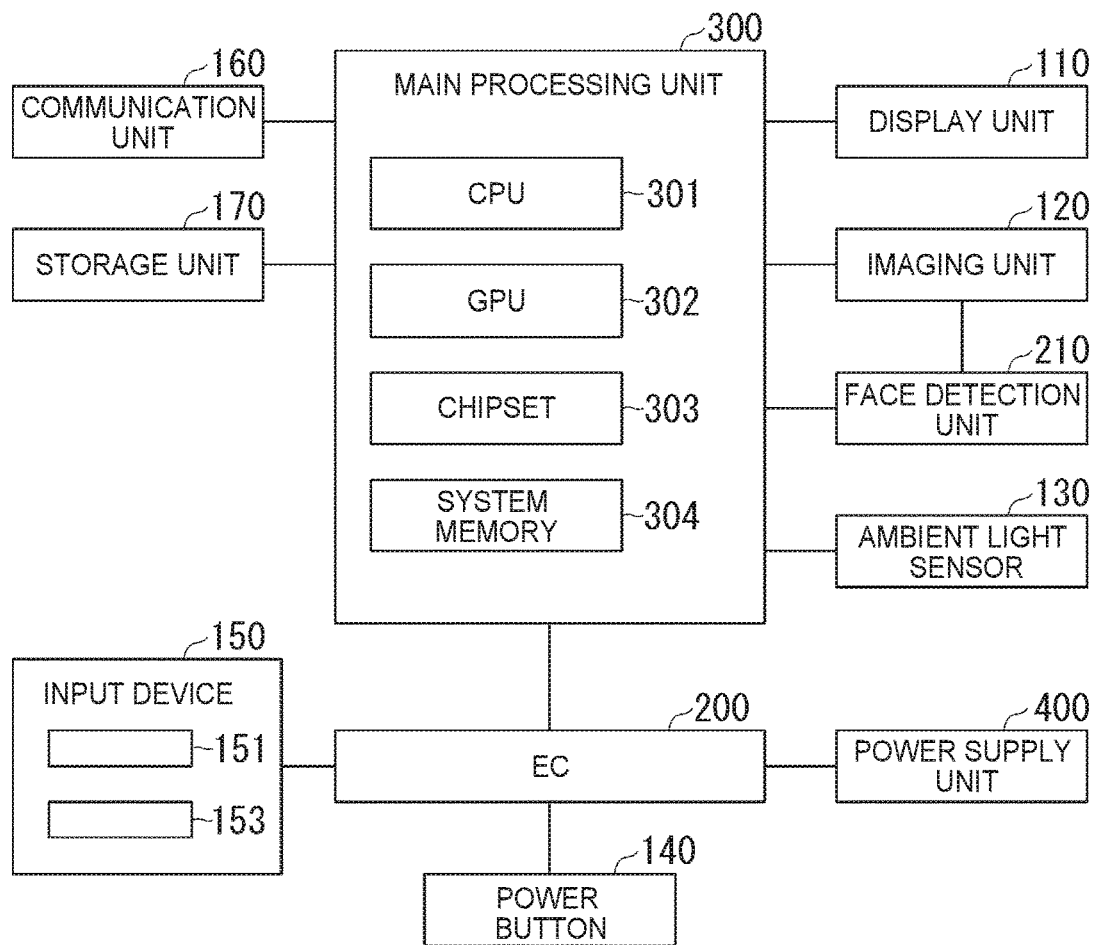 300
160
110
COMMUNICATION
UNIT
MAIN PROCESSING UNIT
DISPLAY UNIT
CPU
301
170
120
STORAGE UNIT
IMAGING UNIT
GPU
302
210
CHIPSET
303
FACE DETECTION
UNIT
SYSTEM
MEMORY
304
130
AMBIENT LIGHT
SENSOR
150
INPUT DEVICE
151
153
200
EC
400
POWER SUPPLY
UNIT
140
POWER
BUTTON